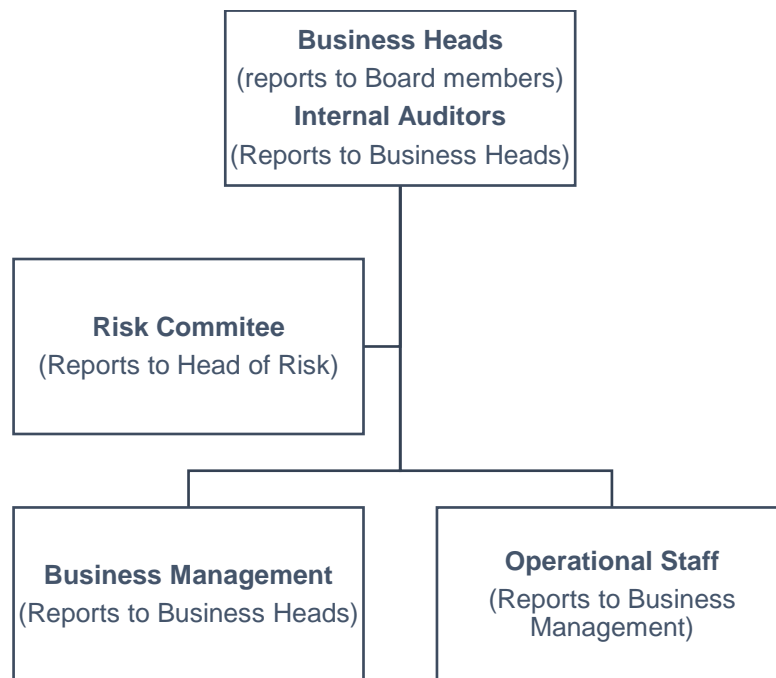 Business Heads
(reports to Board members)
Internal Auditors
(Reports to Business Heads)
Risk Commitee
(Reports to Head of Risk)
Business Management
(Reports to Business Heads)
Operational Staff
(Reports to Business
Management)